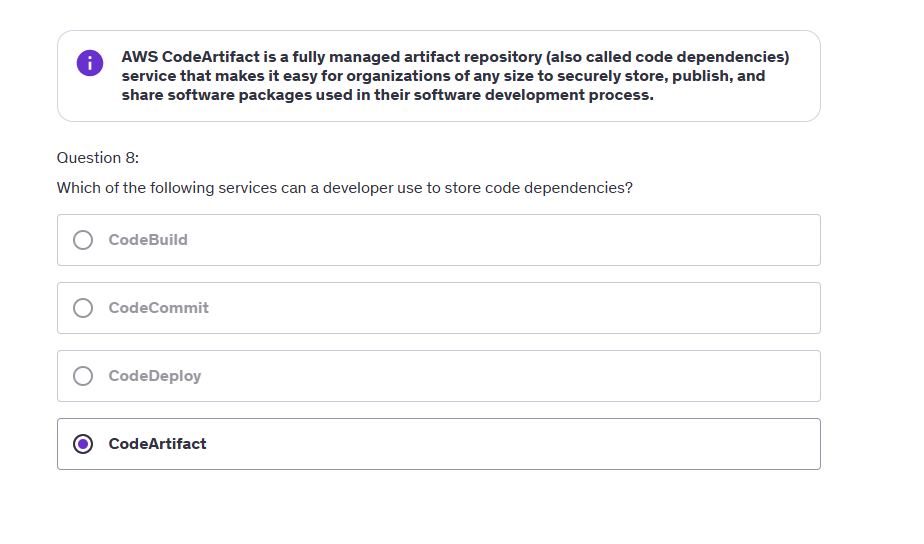 AWS CodeArtifact is a fully managed artifact repository (also called code dependencies)
service that makes it easy for organizations of any size to securely store, publish, and
share software packages used in their software development process.
Question 8:
Which of the following services can a developer use to store code dependencies?
CodeBuild
CodeCommit
CodeDeploy
CodeArtifact